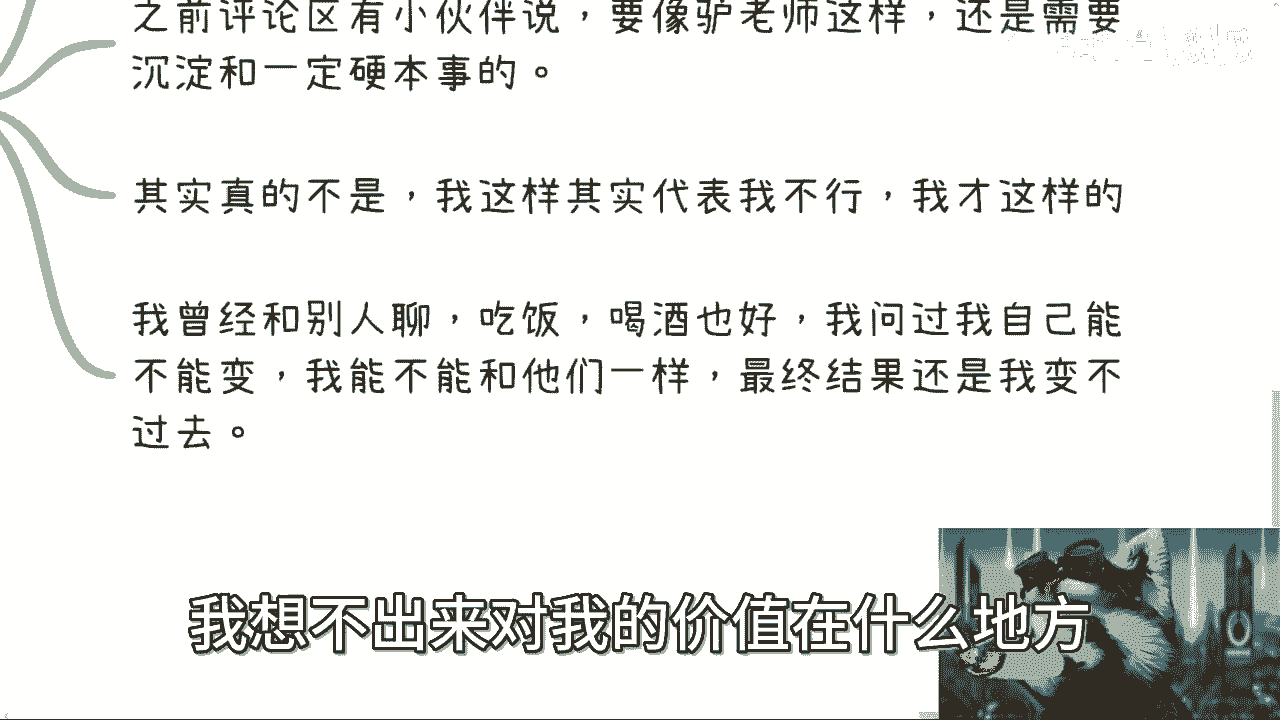 之前评论区有小伙伴说，要像驴老师这样，还是需要
沉淀和一定硬本事的。
其实真的不是，我这样其实代表我不行，我才这样的
我曾经和别人聊，吃饭，喝酒也好，我问过我自己能
不能变，我能不能和他们一样，最终结果还是我变不
过去。
我想不出来对我的价值在什么地方